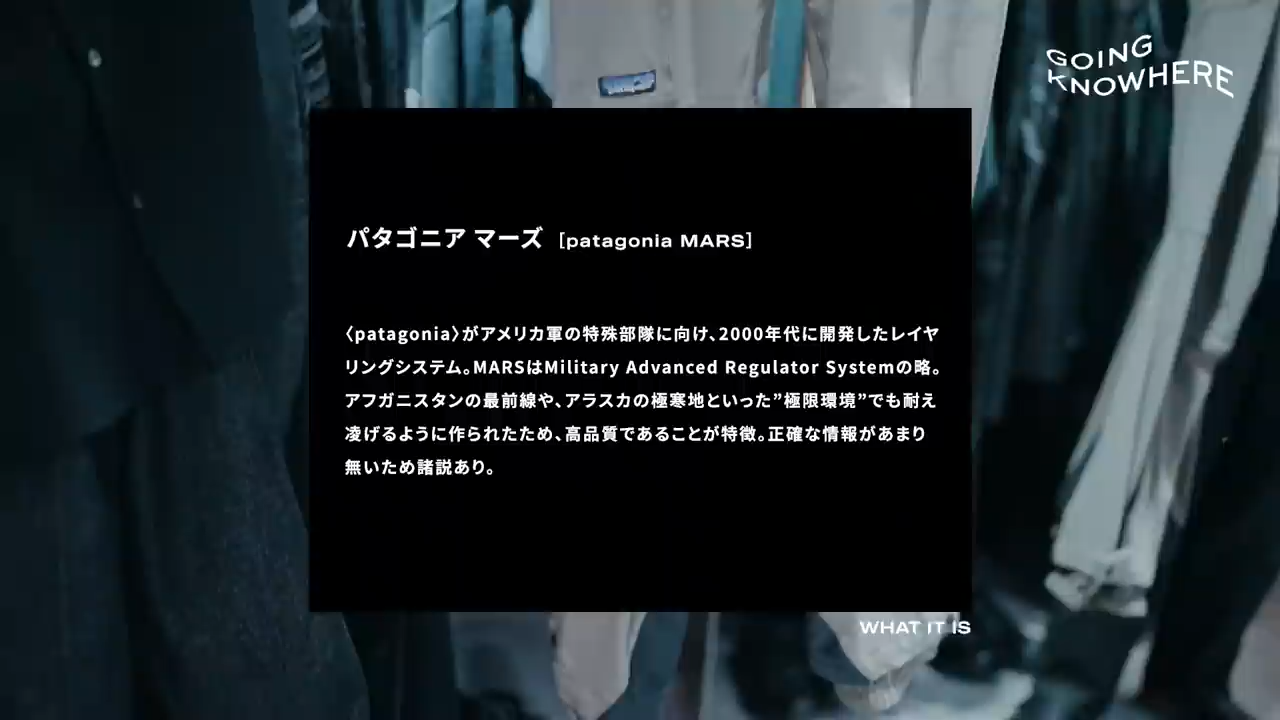 GOING
KNOWHERE
パタゴニア マーズ [patagonia MARS]
〈patagonia〉がアメリカ軍の特殊部隊に向け、2000年代に開発したレイヤ
リングシステム。MARSはMilitary Advanced Regulator Systemの略。
アフガニスタンの最前線や、アラスカの極寒地といった”極限環境”でも耐え
凌げるように作られたため、高品質であることが特徴。正確な情報があまり
無いため諸説あり。
WHAT IT IS